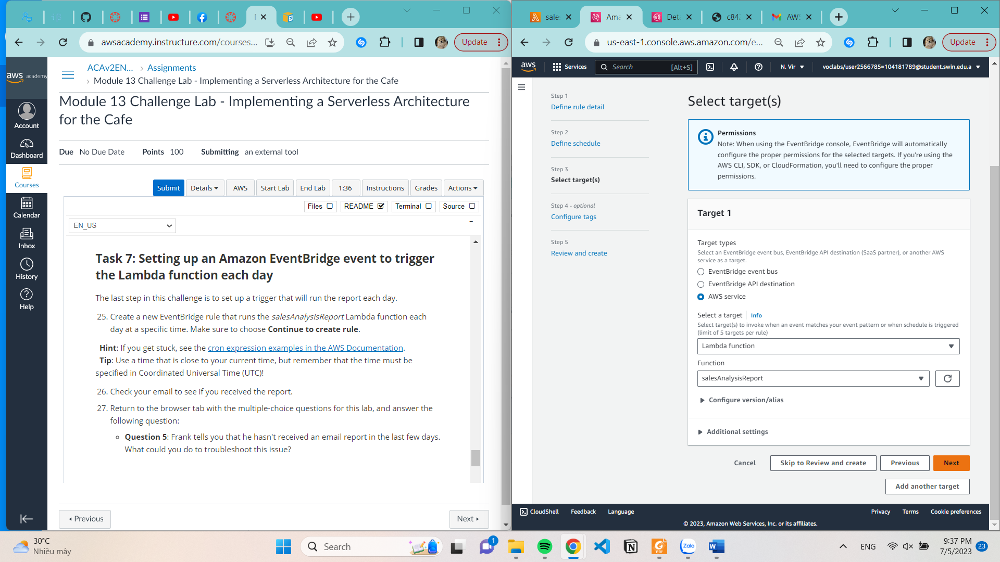 Update
awsacademy.instructure.com/courses...
aws academy
Account
Dashboard
Courses
Calendar
Inbox
History
Help
ACAv2EN...
Assignments
Module 13 Challenge Lab - Implementing a Serverless Architecture for the Cafe
Module 13 Challenge Lab - Implementing a Serverless Architecture
for the Cafe
Due No Due Date Points 100 Submitting an external tool
Submit Details AWS Start Lab End Lab 1:36 Instructions Grades Actions
Files README Terminal Source
EN_US
Task 7: Setting up an Amazon EventBridge event to trigger
the Lambda function each day
The last step in this challenge is to set up a trigger that will run the report each day.
25. Create a new EventBridge rule that runs the salesAnalysisReport Lambda function each
day at a specific time. Make sure to choose Continue to create rule.
Hint: If you get stuck, see the cron expression examples in the AWS Documentation.
Tip: Use a time that is close to your current time, but remember that the time must be
specified in Coordinated Universal Time (UTC)!
26. Check your email to see if you received the report.
27. Return to the browser tab with the multiple-choice questions for this lab, and answer the
following question:
Question 5: Frank tells you that he hasn't received an email report in the last few days.
What could you do to troubleshoot this issue?
Previous
Next
sale Ama Det c84 AWS
us-east-1.console.aws.amazon.com/e...
Update
aws Services Search [Alt+S] N. Vir voclabs/user2566785=104181789@student.swin.edu.a
Step 1
Define rule detail
Step 2
Define schedule
Step 3
Select target(s)
Step 4 - optional
Configure tags
Step 5
Review and create
Select target(s)
Permissions
Note: When using the EventBridge console, EventBridge will automatically
configure the proper permissions for the selected targets. If you're using the
AWS CLI, SDK, or CloudFormation, you'll need to configure the proper
permissions.
Target 1
Target types
Select an EventBridge event bus, EventBridge API destination (SaaS partner), or another AWS
service as a target.
EventBridge event bus
EventBridge API destination
AWS service
Select a target Info
Select target(s) to invoke when an event matches your event pattern or when schedule is triggered
(limit of 5 targets per rule)
Lambda function
Function
salesAnalysisReport
Configure version/alias
Additional settings
Cancel Skip to Review and create Previous Next
Add another target
CloudShell Feedback Language Privacy Terms Cookie preferences
© 2023, Amazon Web Services, Inc. or its affiliates.
30°C
Nhiều mây
Search
1
PDF
Zalo
ENG
9:37 PM
7/5/2023
23